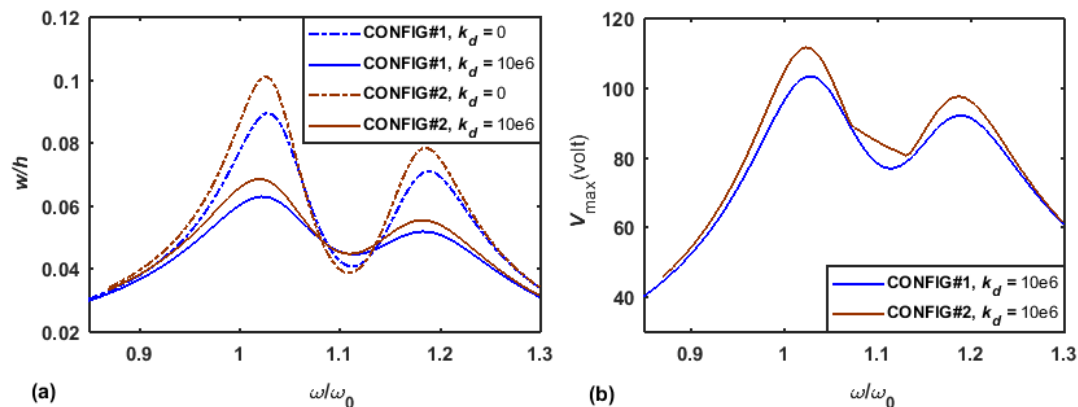 0.12
0.1
0.08
0.06
0.04
0.02
w/h
CONFIG#1, k_d = 0
CONFIG#1, k_d = 10e6
CONFIG#2, k_d = 0
CONFIG#2, k_d = 10e6
0.9
1
1.1
1.2
1.3
(a)
ω/ω_0
120
100
80
60
40
V_max(volt)
CONFIG#1, k_d = 10e6
CONFIG#2, k_d = 10e6
0.9
1
1.1
1.2
1.3
(b)
ω/ω_0